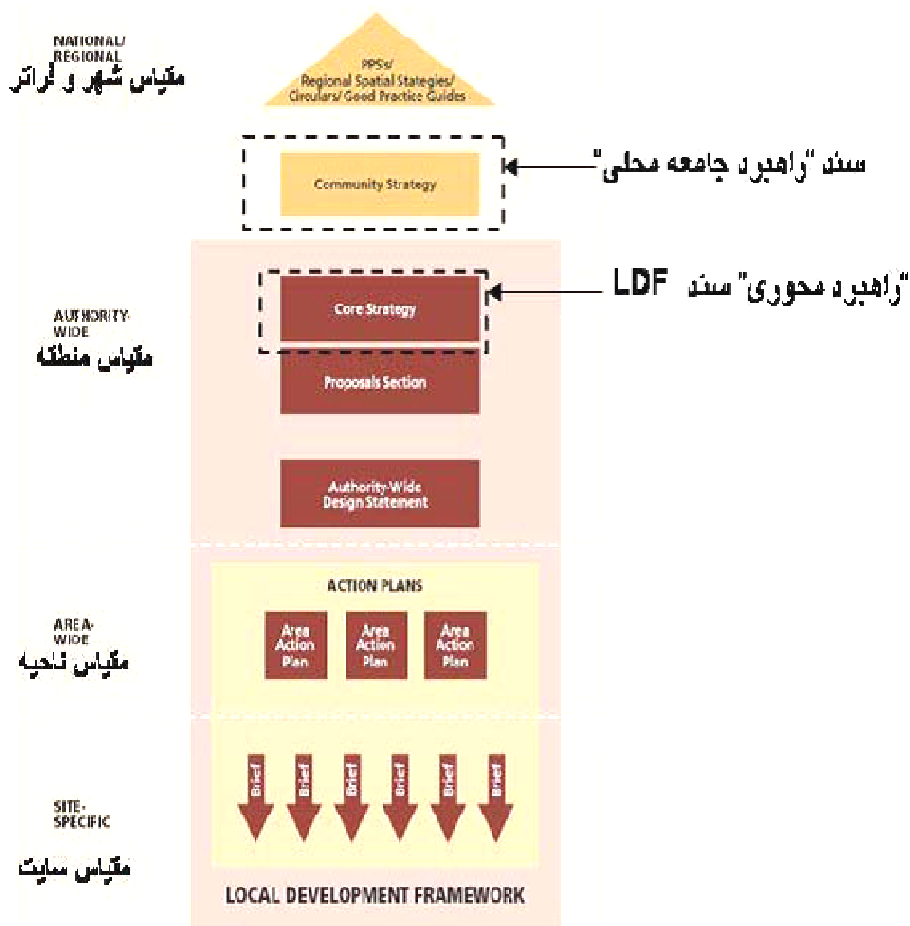 NATIONAL/
REGIONAL
مقیاس شهر و فراتر
PPSs/
Regional Spatial Stategies/
Circulars/ Good Practice Guides
Community Strategy
سند "راهبرد جامعه محلی"
Core Strategy
"راهبرد محوری" سند LDF
AUTHORITY-
WIDE
مقیاس منطقه
Proposals Section
Authority-Wide
Design Statement
ACTION PLANS
AREA-
WIDE
مقیاس ناحیه
Area
Action
Plan
Area
Action
Plan
Area
Action
Plan
Brief
Brief
Brief
Brief
Brief
Brief
SITE-
SPECIFIC
مقیاس سایت
LOCAL DEVELOPMENT FRAMEWORK